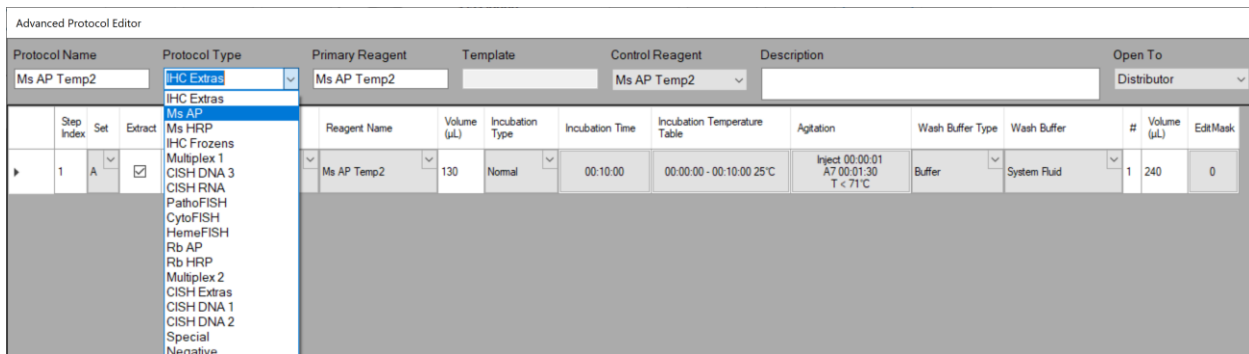 Advanced Protocol Editor
Protocol Name Protocol Type Primary Reagent Template Control Reagent Description Open To
Ms AP Temp2 IHC Extras Ms AP Temp2 Ms AP Temp2 Distributor
IHC Extras
Ms AP
Ms HRP
IHC Frozens
Multiplex 1
CISH DNA 3
CISH RNA
PathoFISH
CytoFISH
HemeFISH
Rb AP
Rb HRP
Multiplex 2
CISH Extras
CISH DNA 1
CISH DNA 2
Special
Negative
Step Index Set Extract Reagent Name Volume (µL) Incubation Type Incubation Time Incubation Temperature Table Agitation Wash Buffer Type Wash Buffer # Volume (µL) EditMask
1 A Ms AP Temp2 130 Normal 00:10:00 00:00:00 - 00:10:00 25°C Inject 00:00:01 A7 00:01:30 T < 71°C Buffer System Fluid 1 240 0